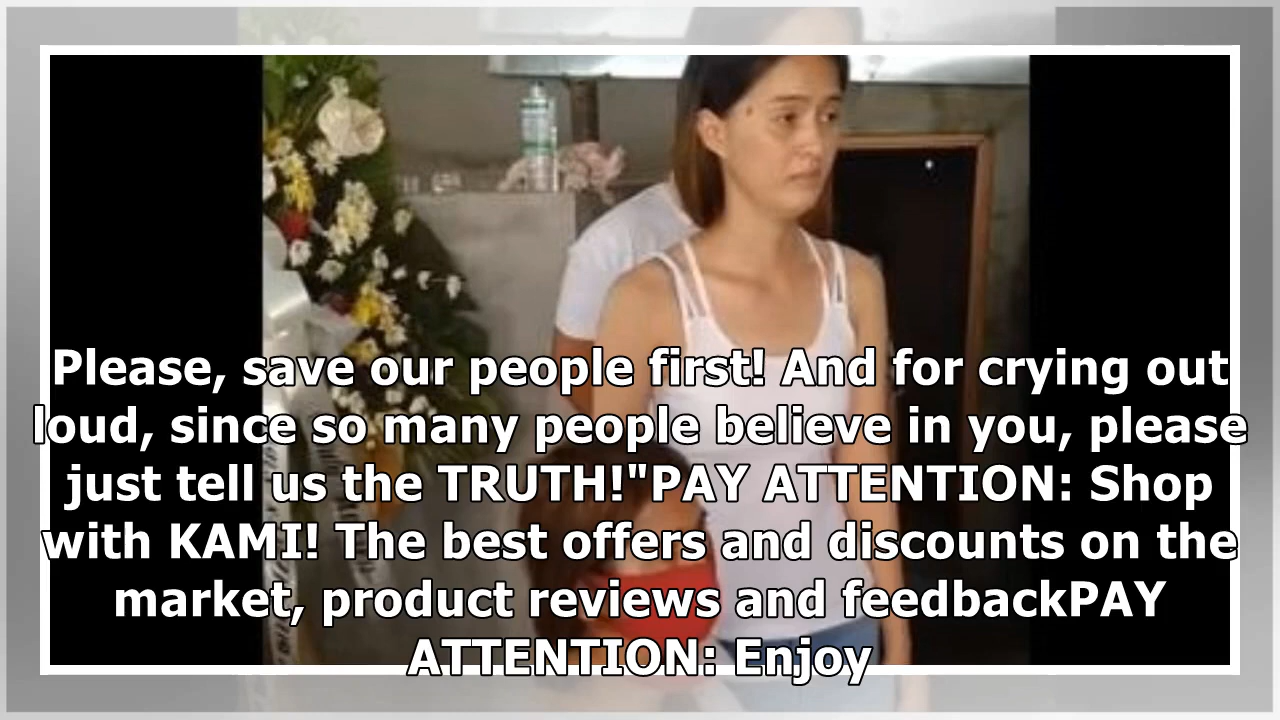 Please, save our people first! And for crying out
loud, since so many people believe in you, please
just tell us the TRUTH!"PAY ATTENTION: Shop
with KAMI! The best offers and discounts on the
market, product reviews and feedbackPAY
ATTENTION: Enjoy